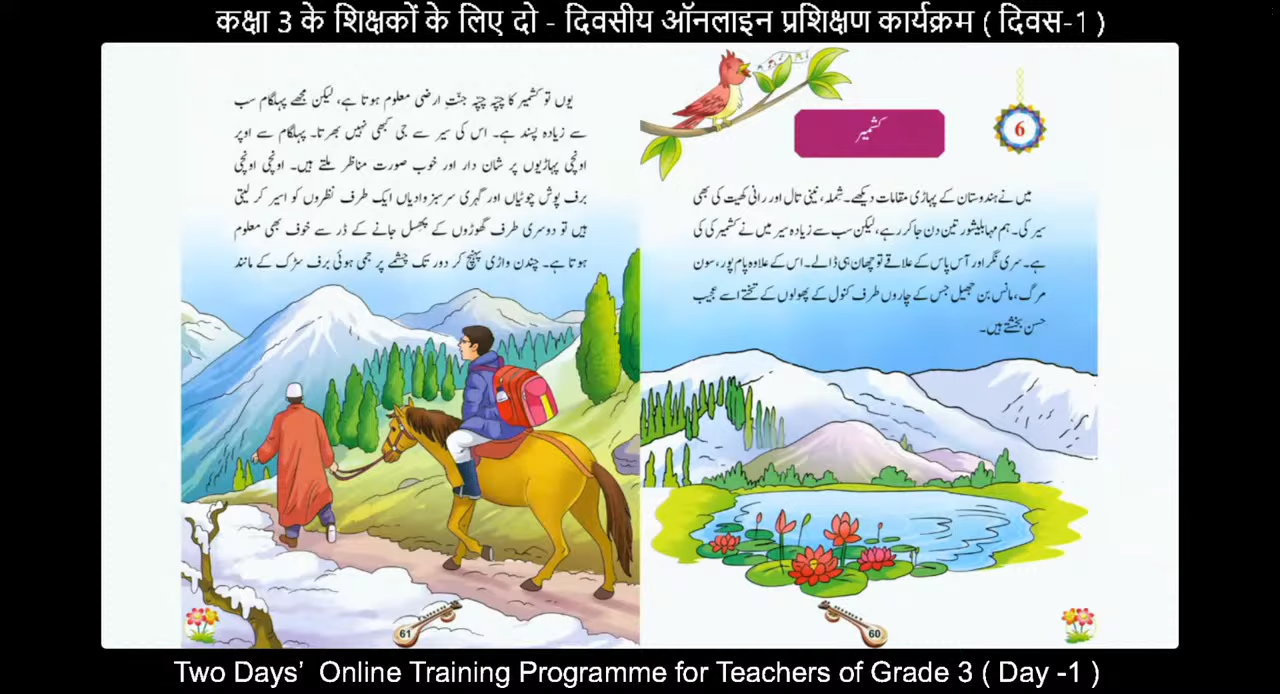 कक्षा 3 के शिक्षकों के लिए दो - दिवसीय ऑनलाइन प्रशिक्षण कार्यक्रम ( दिवस-1 )
6
کشمیر
میں نے ہندوستان کے پہاڑی مقامات دیکھے۔ شملہ، نینی تال اور رانی کھیت کی بھی
سیر کی۔ ہم مہابلیشور تین دن جا کر رہے، لیکن سب سے زیادہ سیر میں نے کشمیر کی کی
ہے۔ سری نگر اور آس پاس کے علاقے تو چھان ہی ڈالے۔ اس کے علاوہ پام پور، سون
مرگ، مانس بن جھیل جس کے چاروں طرف کنول کے پھولوں کے تختے اسے عجیب
حسن بخشتے ہیں۔
60
یوں تو کشمیر کا چپّہ چپّہ جنّتِ ارضی معلوم ہوتا ہے، لیکن مجھے پہلگام سب
سے زیادہ پسند ہے۔ اس کی سیر سے جی کبھی نہیں بھرتا۔ پہلگام سے اوپر
اونچی پہاڑیوں پر شان دار اور خوب صورت مناظر ملتے ہیں۔ اونچی اونچی
برف پوش چوٹیاں اور گہری سرسبز وادیاں ایک طرف نظروں کو اسیر کر لیتی
ہیں تو دوسری طرف گھوڑوں کے پھسل جانے کے ڈر سے خوف بھی معلوم
ہوتا ہے۔ چندن واڑی پہنچ کر دور تک چشمے پر جمی ہوئی برف سڑک کے مانند
61
Two Days’ Online Training Programme for Teachers of Grade 3 ( Day -1 )